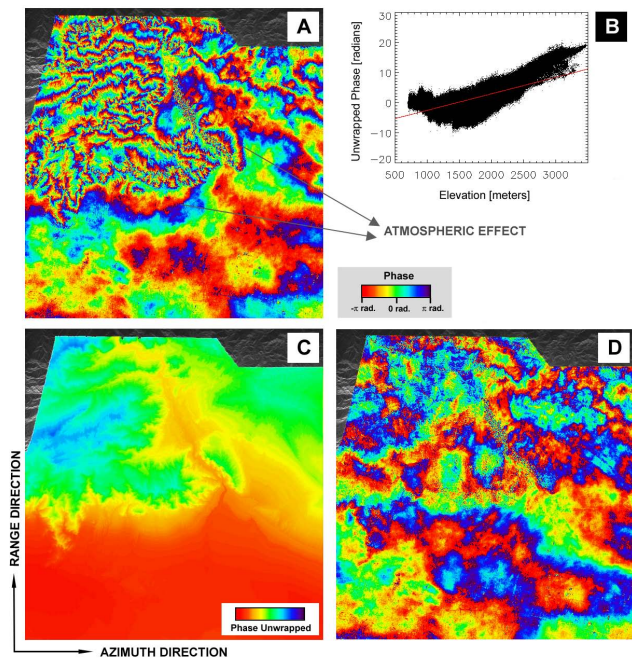 A
B
Unwrapped Phase [radians]
30
20
10
0
-10
-20
500 1000 1500 2000 2500 3000
Elevation [meters]
ATMOSPHERIC EFFECT
Phase
-π rad. 0 rad. π rad.
C
D
RANGE DIRECTION
Phase Unwrapped
AZIMUTH DIRECTION